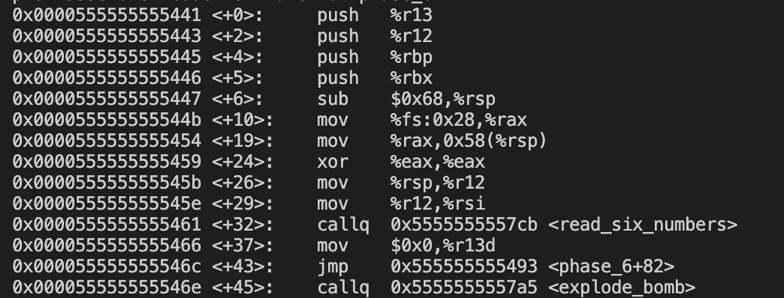 0x0000555555555441 <+0>: push %r13
0x0000555555555443 <+2>: push %r12
0x0000555555555445 <+4>: push %rbp
0x0000555555555446 <+5>: push %rbx
0x0000555555555447 <+6>: sub $0x68,%rsp
0x000055555555544b <+10>: mov %fs:0x28,%rax
0x0000555555555454 <+19>: mov %rax,0x58(%rsp)
0x0000555555555459 <+24>: xor %eax,%eax
0x000055555555545b <+26>: mov %rsp,%r12
0x000055555555545e <+29>: mov %r12,%rsi
0x0000555555555461 <+32>: callq 0x5555555557cb <read_six_numbers>
0x0000555555555466 <+37>: mov $0x0,%r13d
0x000055555555546c <+43>: jmp 0x555555555493 <phase_6+82>
0x000055555555546e <+45>: callq 0x5555555557a5 <explode_bomb>